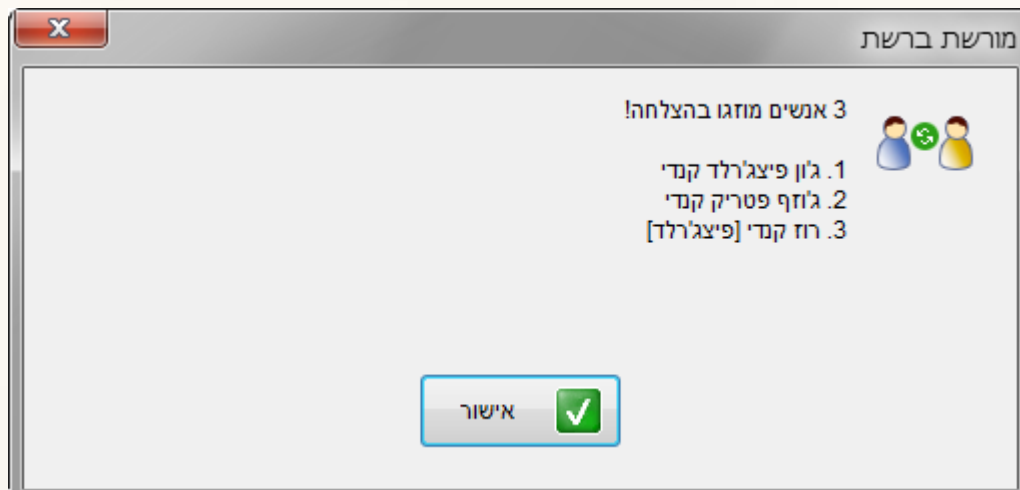 מורשת ברשת
3 אנשים מוזגו בהצלחה!
1. ג'ון פיצג'רלד קנדי
2. ג'וזף פטריק קנדי
3. רוז קנדי [פיצג'רלד]
אישור